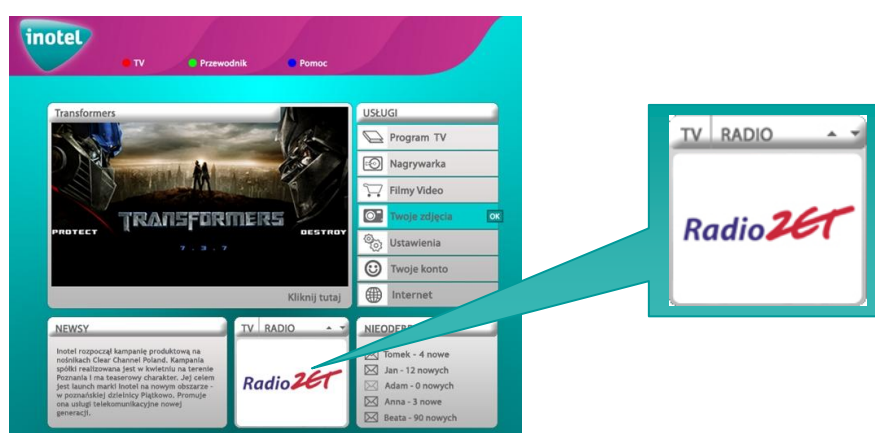 inotel
TV Przewodnik Pomoc
Transformers
PROTECT
TRANSFORMERS
DESTROY
7.3.7
Kliknij tutaj
USŁUGI
Program TV
Nagrywarka
Filmy Video
Twoje zdjęcia OK
Ustawienia
Twoje konto
Internet
NEWSY
Inotel rozpoczął kampanię produktową na
nośnikach Clear Channel Poland. Kampania
spółki realizowana jest w kwietniu na terenie
Poznania i ma teaserowy charakter. Jej celem
jest launch marki Inotel na nowym obszarze -
w poznańskiej dzielnicy Piątkowo. Promuje
ona usługi telekomunikacyjne nowej
generacji.
TV RADIO
Radio ZET
Tomek - 4 nowe
Jan - 12 nowych
Adam - 0 nowych
Anna - 3 nowe
Beata - 90 nowych
TV RADIO
Radio ZET